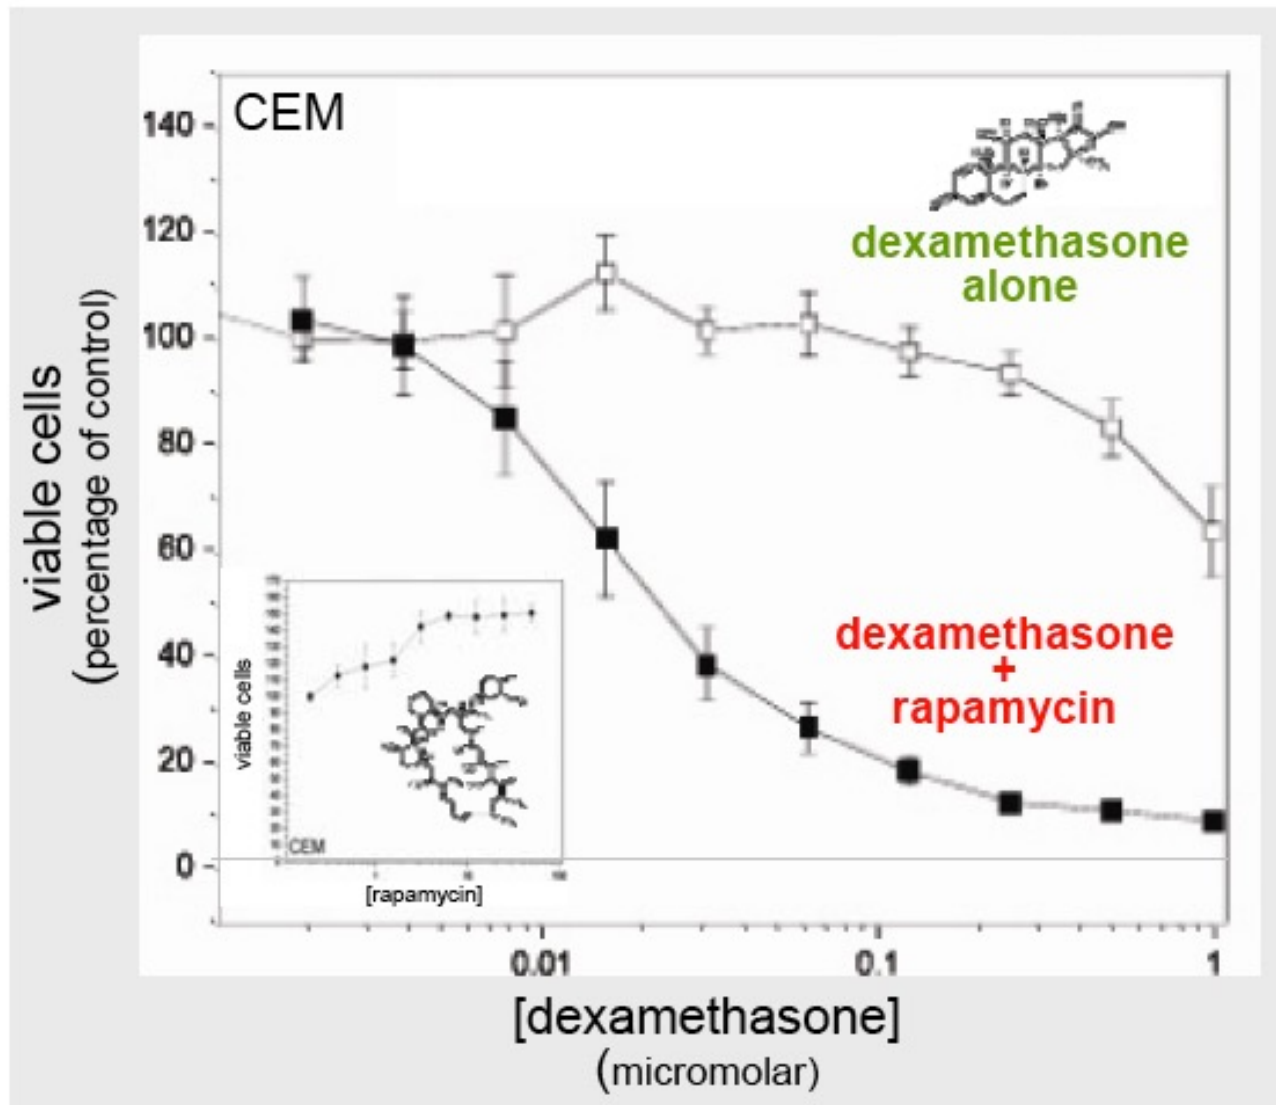 CEM
140
120
100
80
60
40
20
0
viable cells
(percentage of control)
dexamethasone
alone
dexamethasone
+
rapamycin
viable cells
CEM
[rapamycin]
0.01
0.1
1
[dexamethasone]
(micromolar)